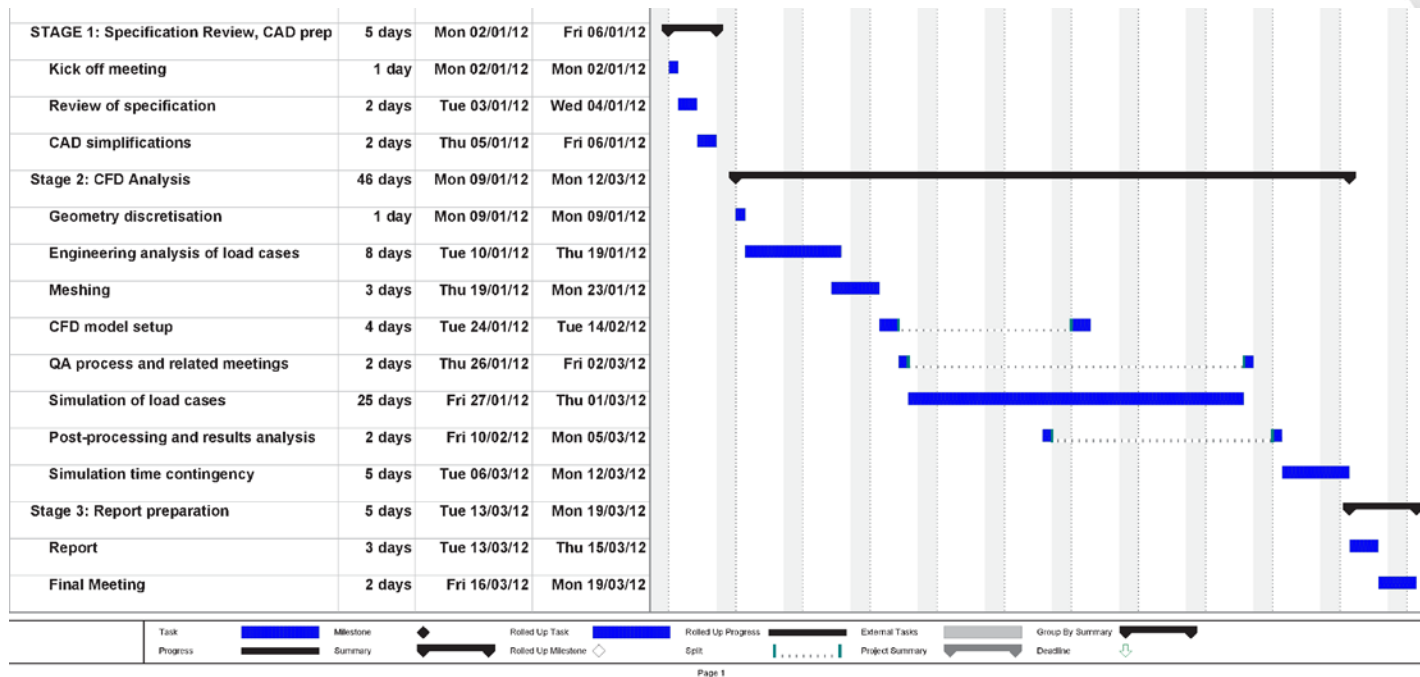 STAGE 1: Specification Review, CAD prep 5 days Mon 02/01/12 Fri 06/01/12
Kick off meeting 1 day Mon 02/01/12 Mon 02/01/12
Review of specification 2 days Tue 03/01/12 Wed 04/01/12
CAD simplifications 2 days Thu 05/01/12 Fri 06/01/12
Stage 2: CFD Analysis 46 days Mon 09/01/12 Mon 12/03/12
Geometry discretisation 1 day Mon 09/01/12 Mon 09/01/12
Engineering analysis of load cases 8 days Tue 10/01/12 Thu 19/01/12
Meshing 3 days Thu 19/01/12 Mon 23/01/12
CFD model setup 4 days Tue 24/01/12 Tue 14/02/12
QA process and related meetings 2 days Thu 26/01/12 Fri 02/03/12
Simulation of load cases 25 days Fri 27/01/12 Thu 01/03/12
Post-processing and results analysis 2 days Fri 10/02/12 Mon 05/03/12
Simulation time contingency 5 days Tue 06/03/12 Mon 12/03/12
Stage 3: Report preparation 5 days Tue 13/03/12 Mon 19/03/12
Report 3 days Tue 13/03/12 Thu 15/03/12
Final Meeting 2 days Fri 16/03/12 Mon 19/03/12
Task Milestone Rolled Up Task Rolled Up Progress External Tasks Group By Summary
Progress Summary Rolled Up Milestone Split Project Summary Deadline
Page 1